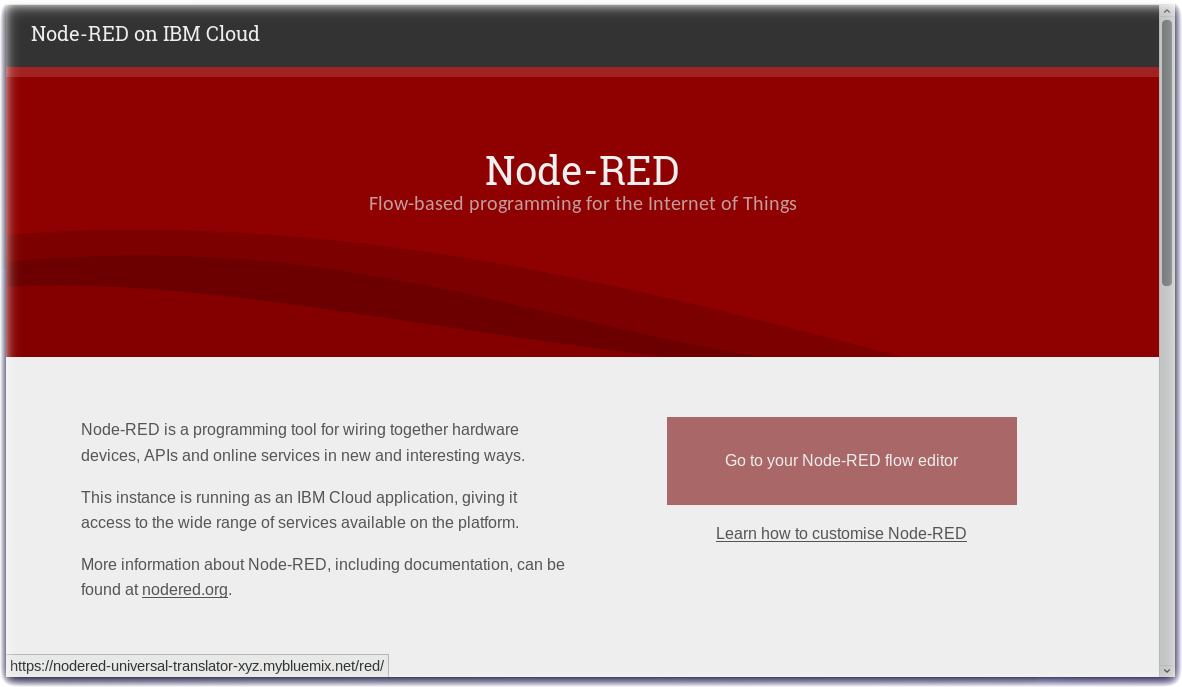 Node-RED on IBM Cloud
Node-RED
Flow-based programming for the Internet of Things
Node-RED is a programming tool for wiring together hardware
devices, APIs and online services in new and interesting ways.
This instance is running as an IBM Cloud application, giving it
access to the wide range of services available on the platform.
More information about Node-RED, including documentation, can be
found at nodered.org.
Go to your Node-RED flow editor
Learn how to customise Node-RED
https://nodered-universal-translator-xyz.mybluemix.net/red/